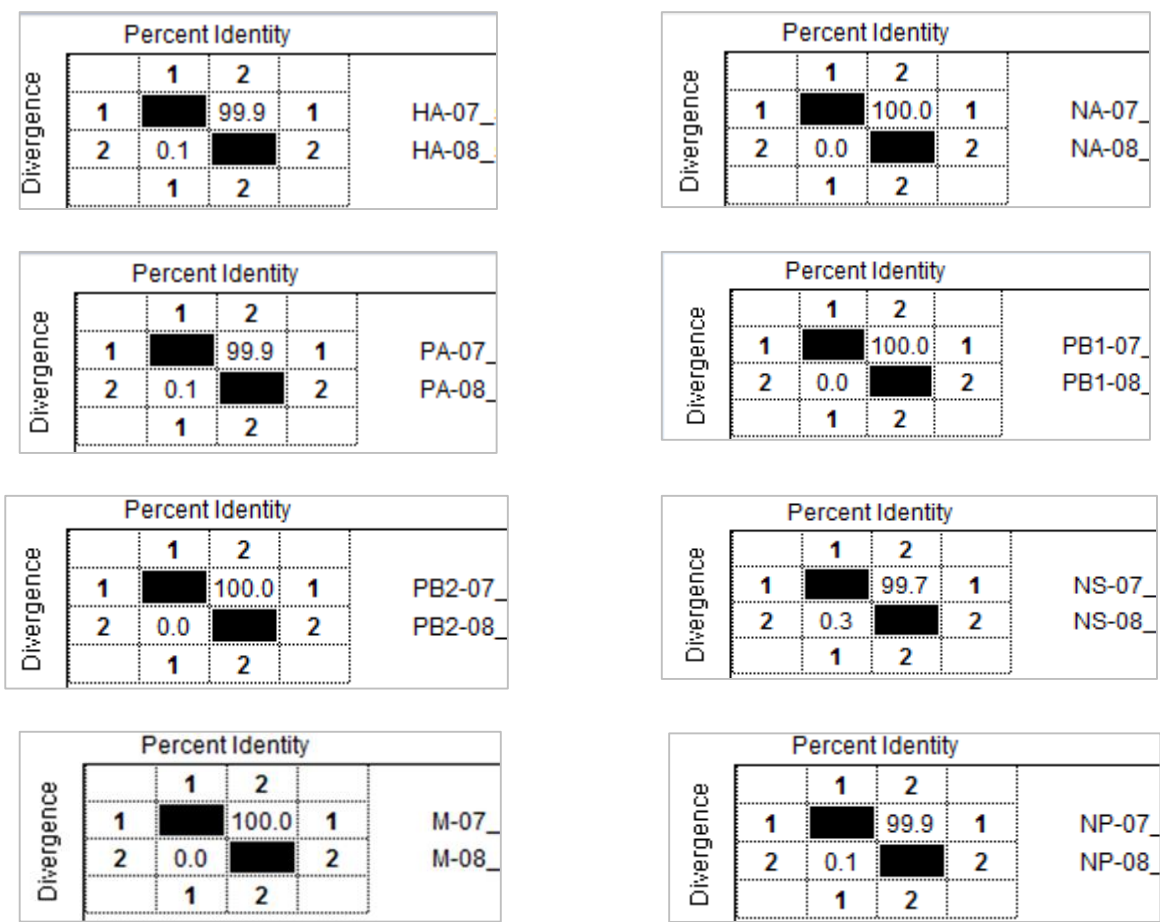 Percent Identity
Divergence
1 2
1 99.9 1 HA-07_
2 0.1 2 HA-08_
1 2
Percent Identity
Divergence
1 2
1 100.0 1 NA-07_
2 0.0 2 NA-08_
1 2
Percent Identity
Divergence
1 2
1 99.9 1 PA-07_
2 0.1 2 PA-08_
1 2
Percent Identity
Divergence
1 2
1 100.0 1 PB1-07_
2 0.0 2 PB1-08_
1 2
Percent Identity
Divergence
1 2
1 100.0 1 PB2-07_
2 0.0 2 PB2-08_
1 2
Percent Identity
Divergence
1 2
1 99.7 1 NS-07_
2 0.3 2 NS-08_
1 2
Percent Identity
Divergence
1 2
1 100.0 1 M-07_
2 0.0 2 M-08_
1 2
Percent Identity
Divergence
1 2
1 99.9 1 NP-07_
2 0.1 2 NP-08_
1 2